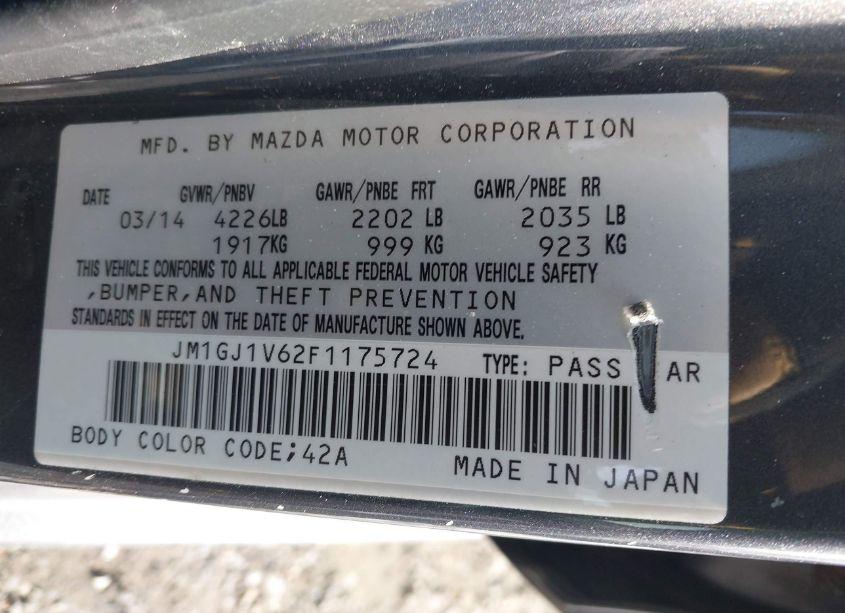 MFD. BY MAZDA MOTOR CORPORATION
DATE GVWR/PNBV GAWR/PNBE FRT GAWR/PNBE RR
03/14 4226LB 2202 LB 2035 LB
1917KG 999 KG 923 KG
THIS VEHICLE CONFORMS TO ALL APPLICABLE FEDERAL MOTOR VEHICLE SAFETY
,BUMPER,AND THEFT PREVENTION
STANDARDS IN EFFECT ON THE DATE OF MANUFACTURE SHOWN ABOVE.
JM1GJ1V62F1175724 TYPE: PASS AR
BODY COLOR CODE;42A
MADE IN JAPAN